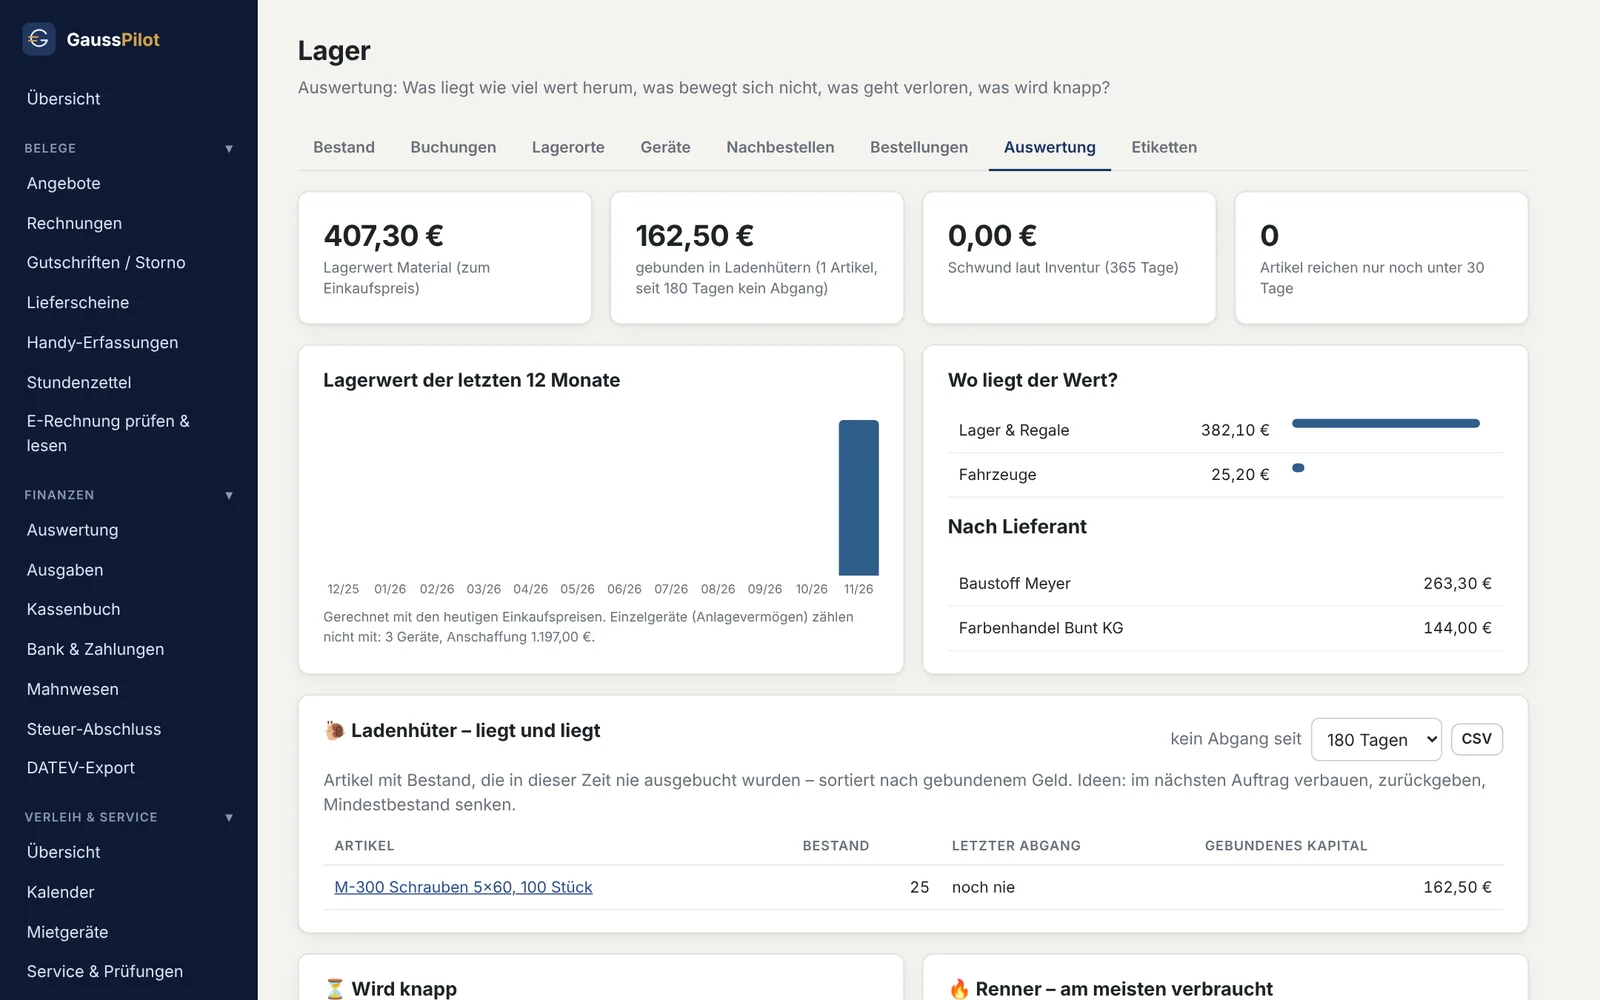 GaussPilot
Übersicht
BELEGE ▼
Angebote
Rechnungen
Gutschriften / Storno
Lieferscheine
Handy-Erfassungen
Stundenzettel
E-Rechnung prüfen &
lesen
FINANZEN ▼
Auswertung
Ausgaben
Kassenbuch
Bank & Zahlungen
Mahnwesen
Steuer-Abschluss
DATEV-Export
VERLEIH & SERVICE ▼
Übersicht
Kalender
Mietgeräte
Service & Prüfungen
Lager
Auswertung: Was liegt wie viel wert herum, was bewegt sich nicht, was geht verloren, was wird knapp?
Bestand Buchungen Lagerorte Geräte Nachbestellen Bestellungen Auswertung Etiketten
407,30 €
Lagerwert Material (zum
Einkaufspreis)
162,50 €
gebunden in Ladenhütern (1 Artikel,
seit 180 Tagen kein Abgang)
0,00 €
Schwund laut Inventur (365 Tage)
0
Artikel reichen nur noch unter 30
Tage
Lagerwert der letzten 12 Monate
12/25 01/26 02/26 03/26 04/26 05/26 06/26 07/26 08/26 09/26 10/26 11/26
Gerechnet mit den heutigen Einkaufspreisen. Einzelgeräte (Anlagevermögen) zählen
nicht mit: 3 Geräte, Anschaffung 1.197,00 €.
Wo liegt der Wert?
Lager & Regale 382,10 €
Fahrzeuge 25,20 €
Nach Lieferant
Baustoff Meyer 263,30 €
Farbenhandel Bunt KG 144,00 €
🐌 Ladenhüter – liegt und liegt
kein Abgang seit 180 Tagen CSV
Artikel mit Bestand, die in dieser Zeit nie ausgebucht wurden – sortiert nach gebundenem Geld. Ideen: im nächsten Auftrag verbauen, zurückgeben,
Mindestbestand senken.
ARTIKEL BESTAND LETZTER ABGANG GEBUNDENES KAPITAL
M-300 Schrauben 5×60, 100 Stück 25 noch nie 162,50 €
⏳ Wird knapp
🔥 Renner – am meisten verbraucht